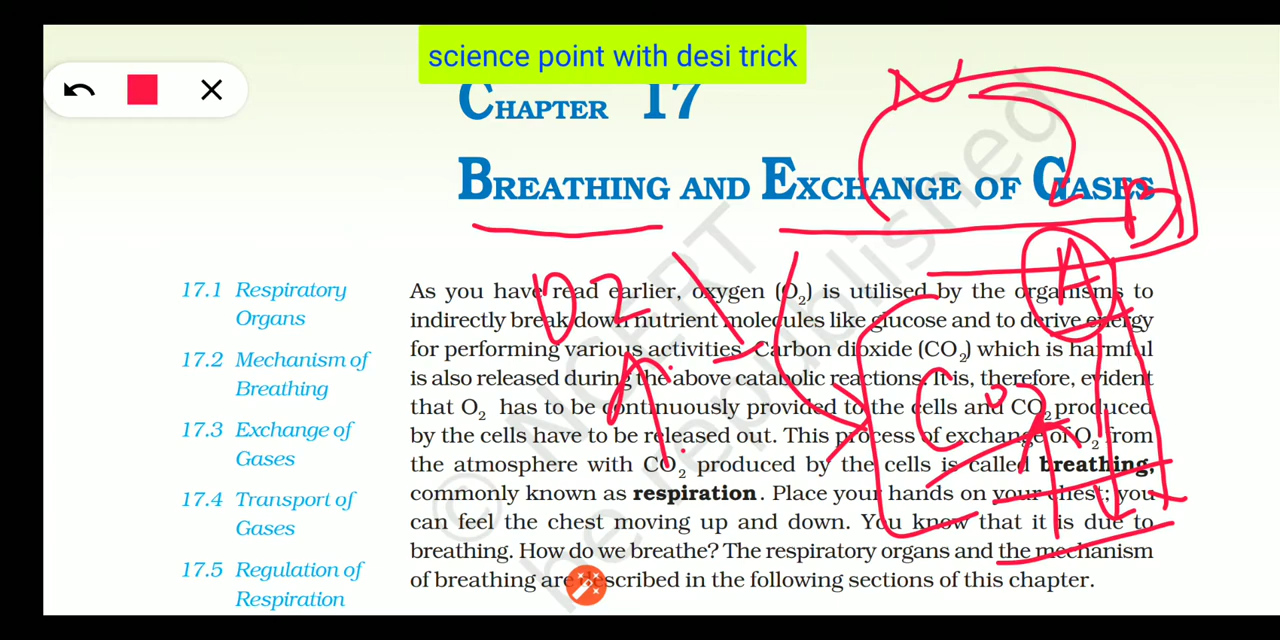 science point with desi trick
CHAPTER 17
BREATHING AND EXCHANGE OF GASES
17.1 Respiratory
Organs
17.2 Mechanism of
Breathing
17.3 Exchange of
Gases
17.4 Transport of
Gases
17.5 Regulation of
Respiration
As you have read earlier, oxygen (O₂) is utilised by the organisms to
indirectly break down nutrient molecules like glucose and to derive energy
for performing various activities. Carbon dioxide (CO₂) which is harmful
is also released during the above catabolic reactions. It is, therefore, evident
that O₂ has to be continuously provided to the cells and CO₂ produced
by the cells have to be released out. This process of exchange of O₂ from
the atmosphere with CO₂ produced by the cells is called breathing,
commonly known as respiration. Place your hands on your chest; you
can feel the chest moving up and down. You know that it is due to
breathing. How do we breathe? The respiratory organs and the mechanism
of breathing are described in the following sections of this chapter.
© NCERT
be republished
O2
CO2
A